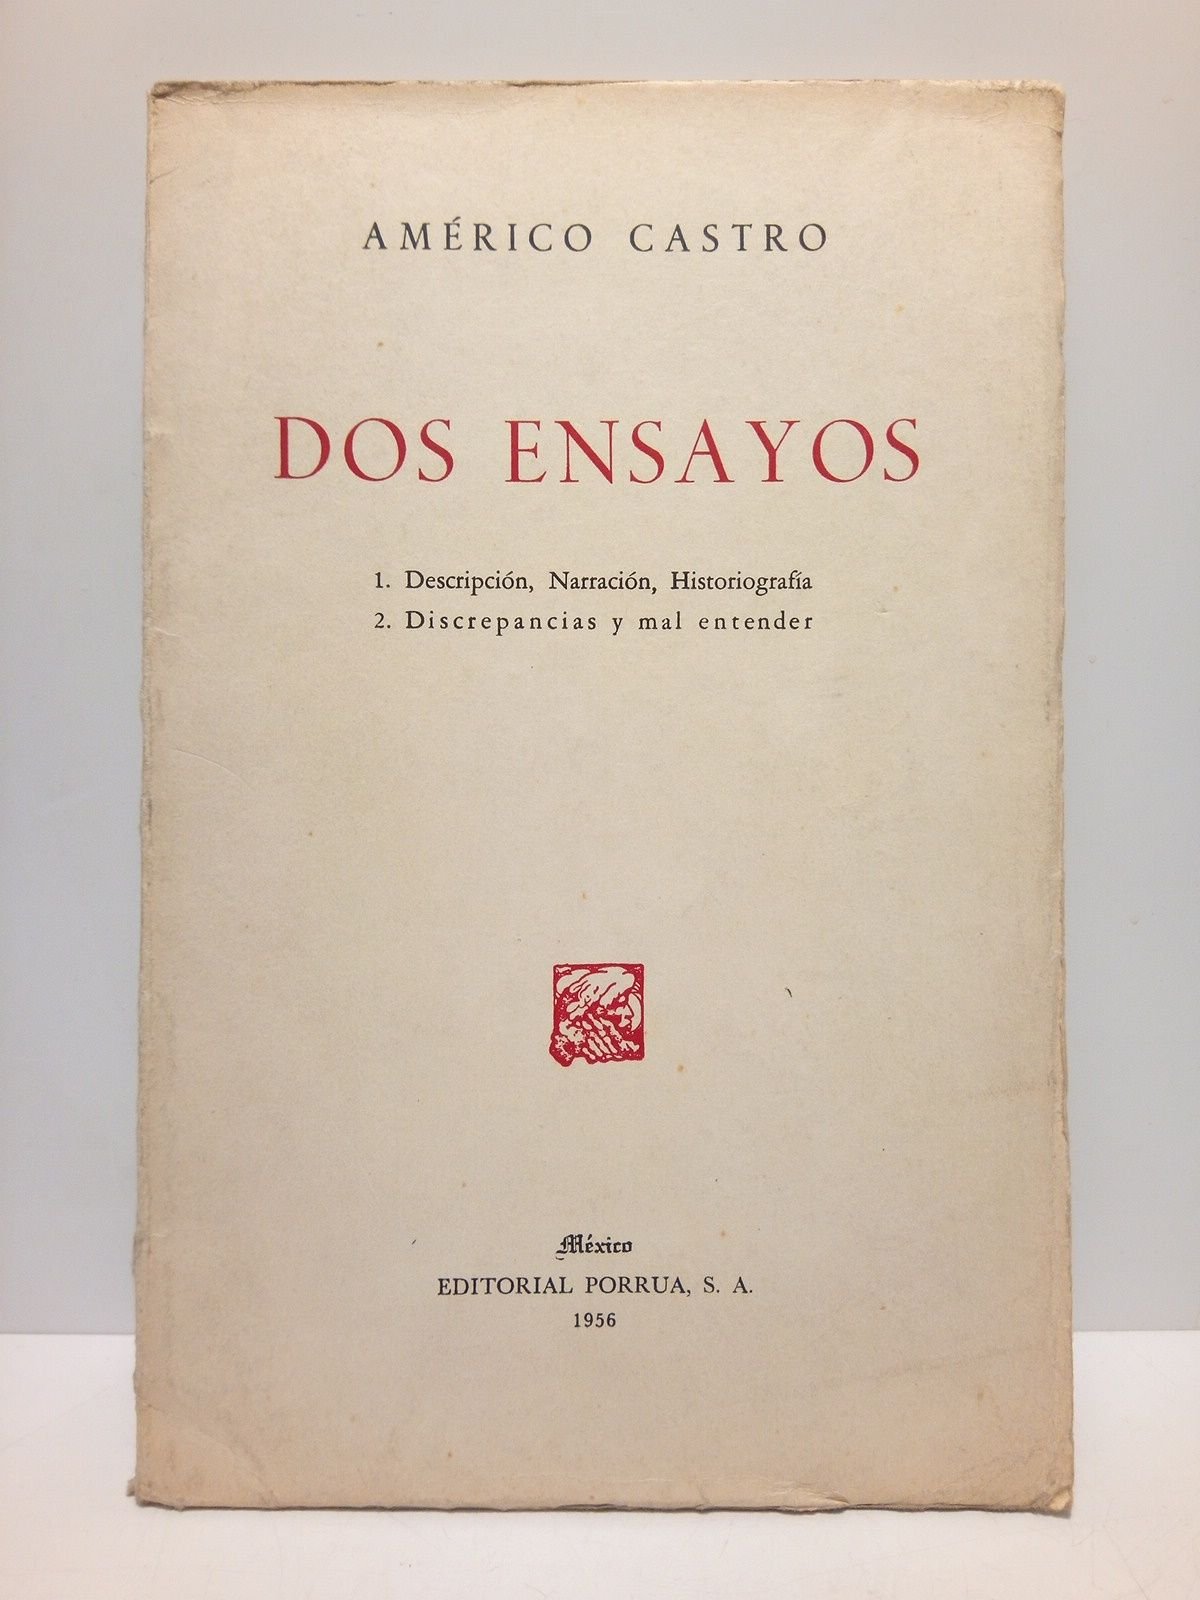 AMÉRICO CASTRO
DOS ENSAYOS
1. Descripción, Narración, Historiografía
2. Discrepancias y mal entender
México
EDITORIAL PORRUA, S. A.
1956